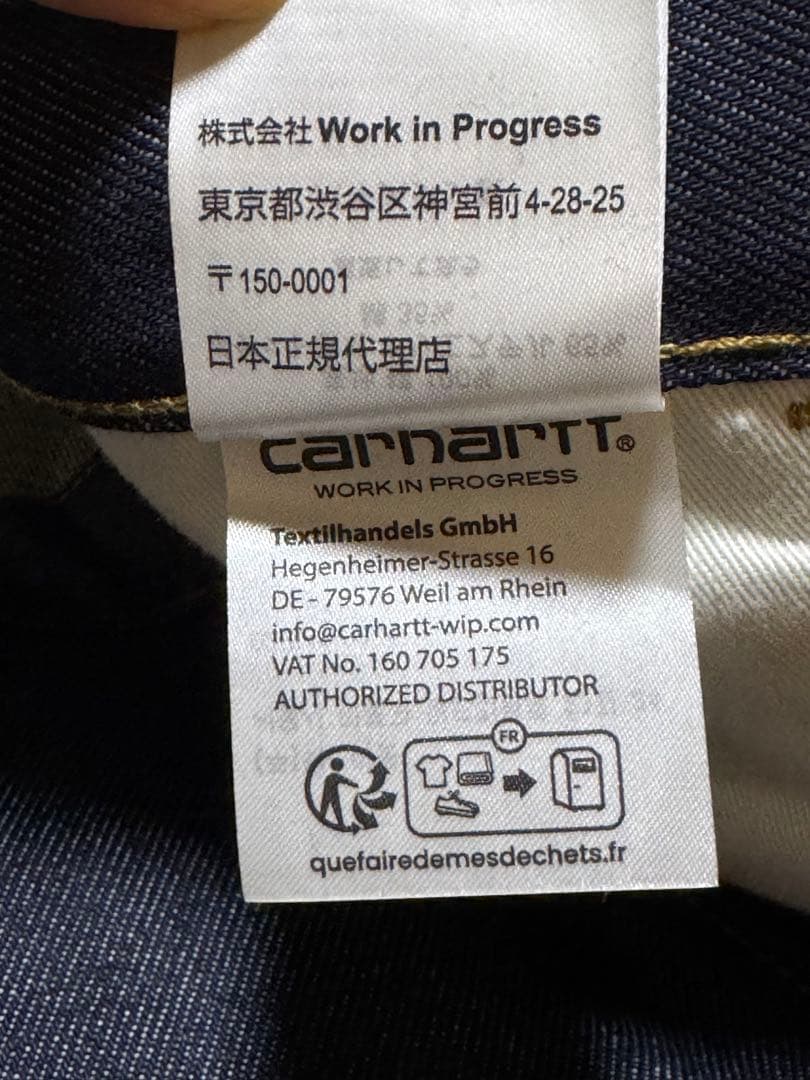 株式会社Work in Progress
東京都渋谷区神宮前4-28-25
〒150-0001
日本正規代理店
carhartt®
WORK IN PROGRESS
Textilhandels GmbH
Hegenheimer-Strasse 16
DE - 79576 Weil am Rhein
info@carhartt-wip.com
VAT No. 160 705 175
AUTHORIZED DISTRIBUTOR
FR
quefairedemesdechets.fr